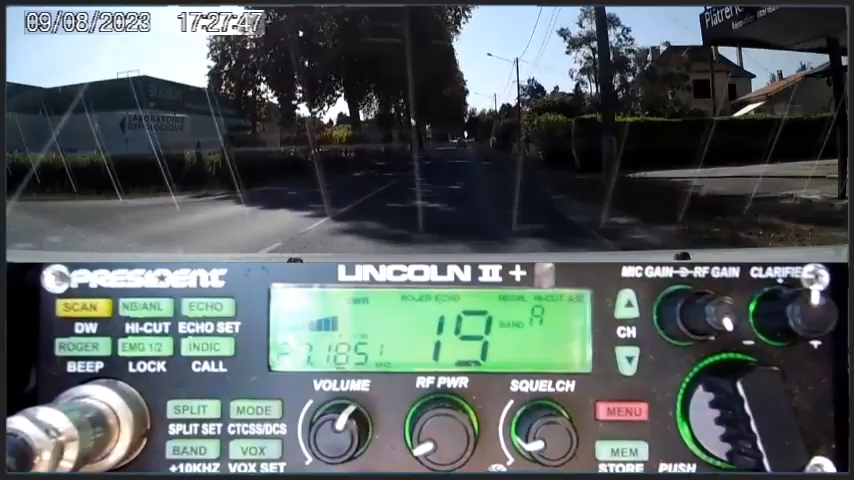 09/08/2023 17:27:47
LABORATOIRE
PRESIDENT LINCOLN II + MIC GAIN RF GAIN CLARIFIER
SCAN NB/ANL ECHO
DW HI-CUT ECHO SET
ROGER EMG 1/2 INDIC
BEEP LOCK CALL
ROGER ECHO NB/ANL HI-CUT
19 BAND A
27.1851
CH
VOLUME RF PWR SQUELCH
SPLIT MODE MENU
SPLIT SET CTCSS/DCS
BAND VOX MEM
+10KHZ VOX SET STORE PUSH